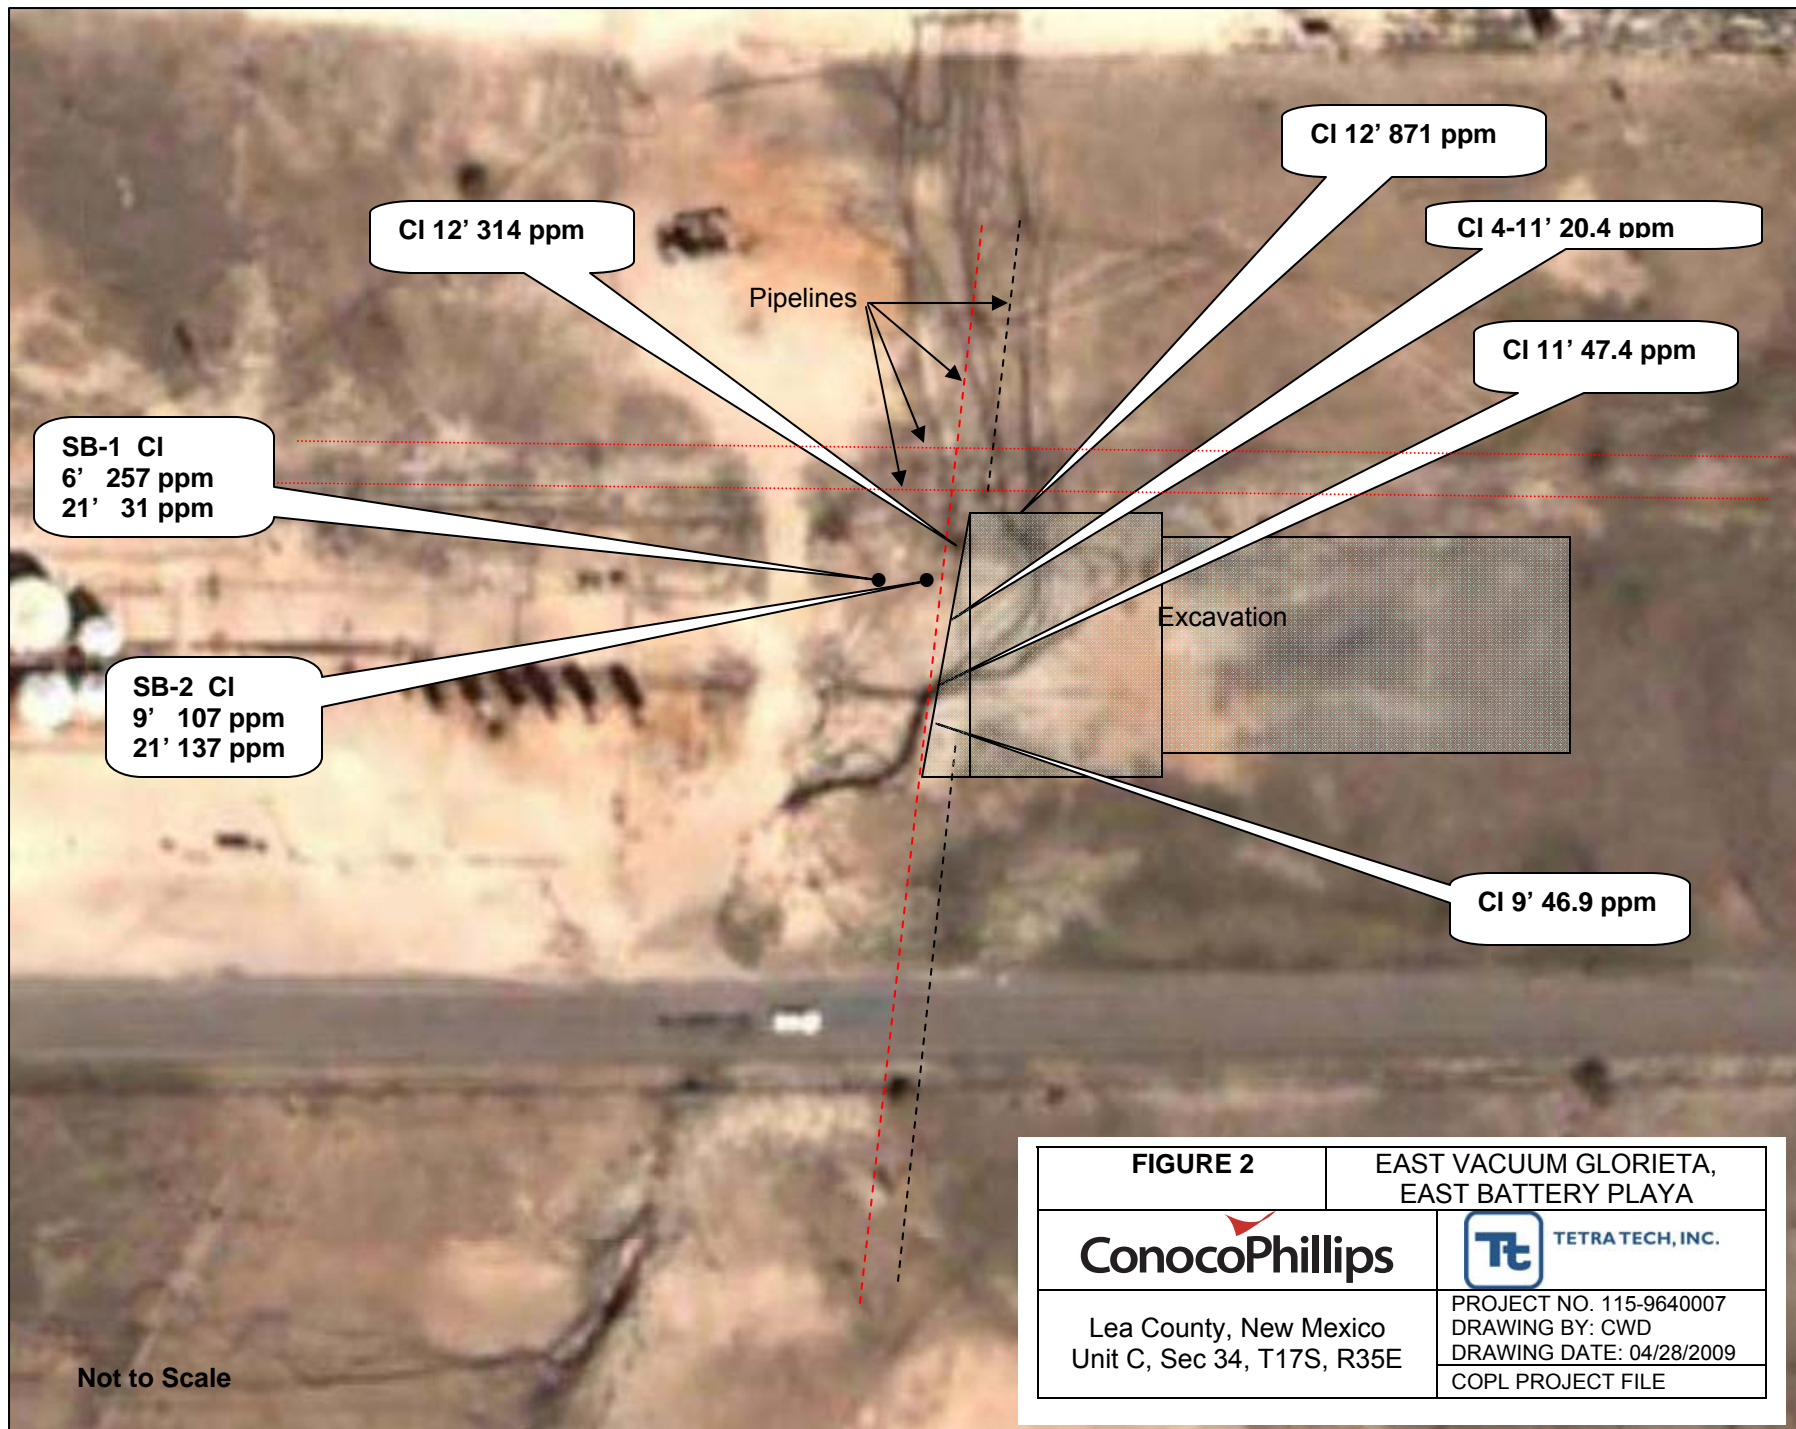 Cl 12’ 871 ppm
Cl 12’ 314 ppm
Cl 4-11’ 20.4 ppm
Pipelines
Cl 11’ 47.4 ppm
SB-1 Cl
6’ 257 ppm
21’ 31 ppm
Excavation
SB-2 Cl
9’ 107 ppm
21’ 137 ppm
Cl 9’ 46.9 ppm
FIGURE 2
EAST VACUUM GLORIETA,
EAST BATTERY PLAYA
ConocoPhillips
Tt
TETRA TECH, INC.
Lea County, New Mexico
Unit C, Sec 34, T17S, R35E
PROJECT NO. 115-9640007
DRAWING BY: CWD
DRAWING DATE: 04/28/2009
COPL PROJECT FILE
Not to Scale